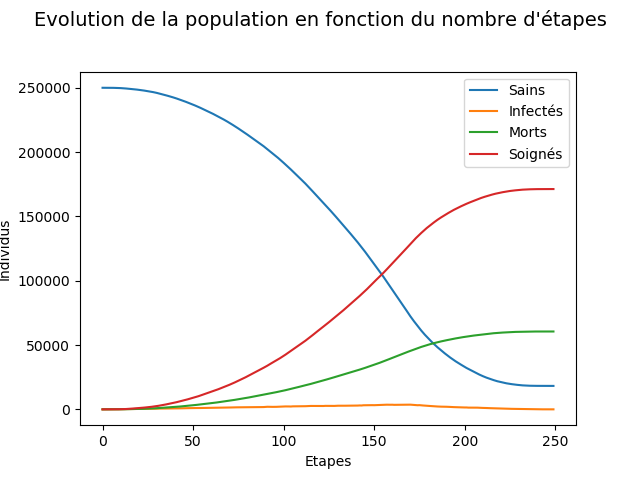 Evolution de la population en fonction du nombre d'étapes
250000
200000
150000
100000
50000
0
Individus
Sains
Infectés
Morts
Soignés
0 50 100 150 200 250
Etapes